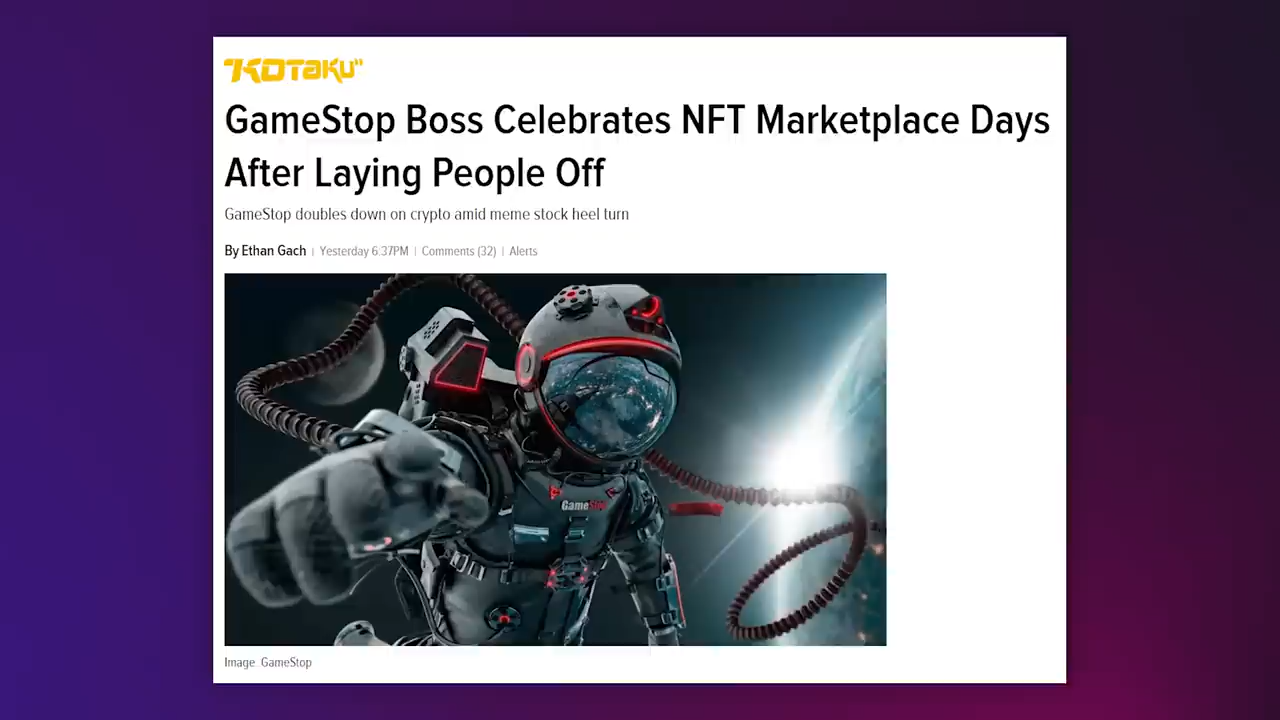 KOTAKU
GameStop Boss Celebrates NFT Marketplace Days
After Laying People Off
GameStop doubles down on crypto amid meme stock heel turn
By Ethan Gach | Yesterday 6:37PM | Comments (32) | Alerts
GameStop
Image: GameStop